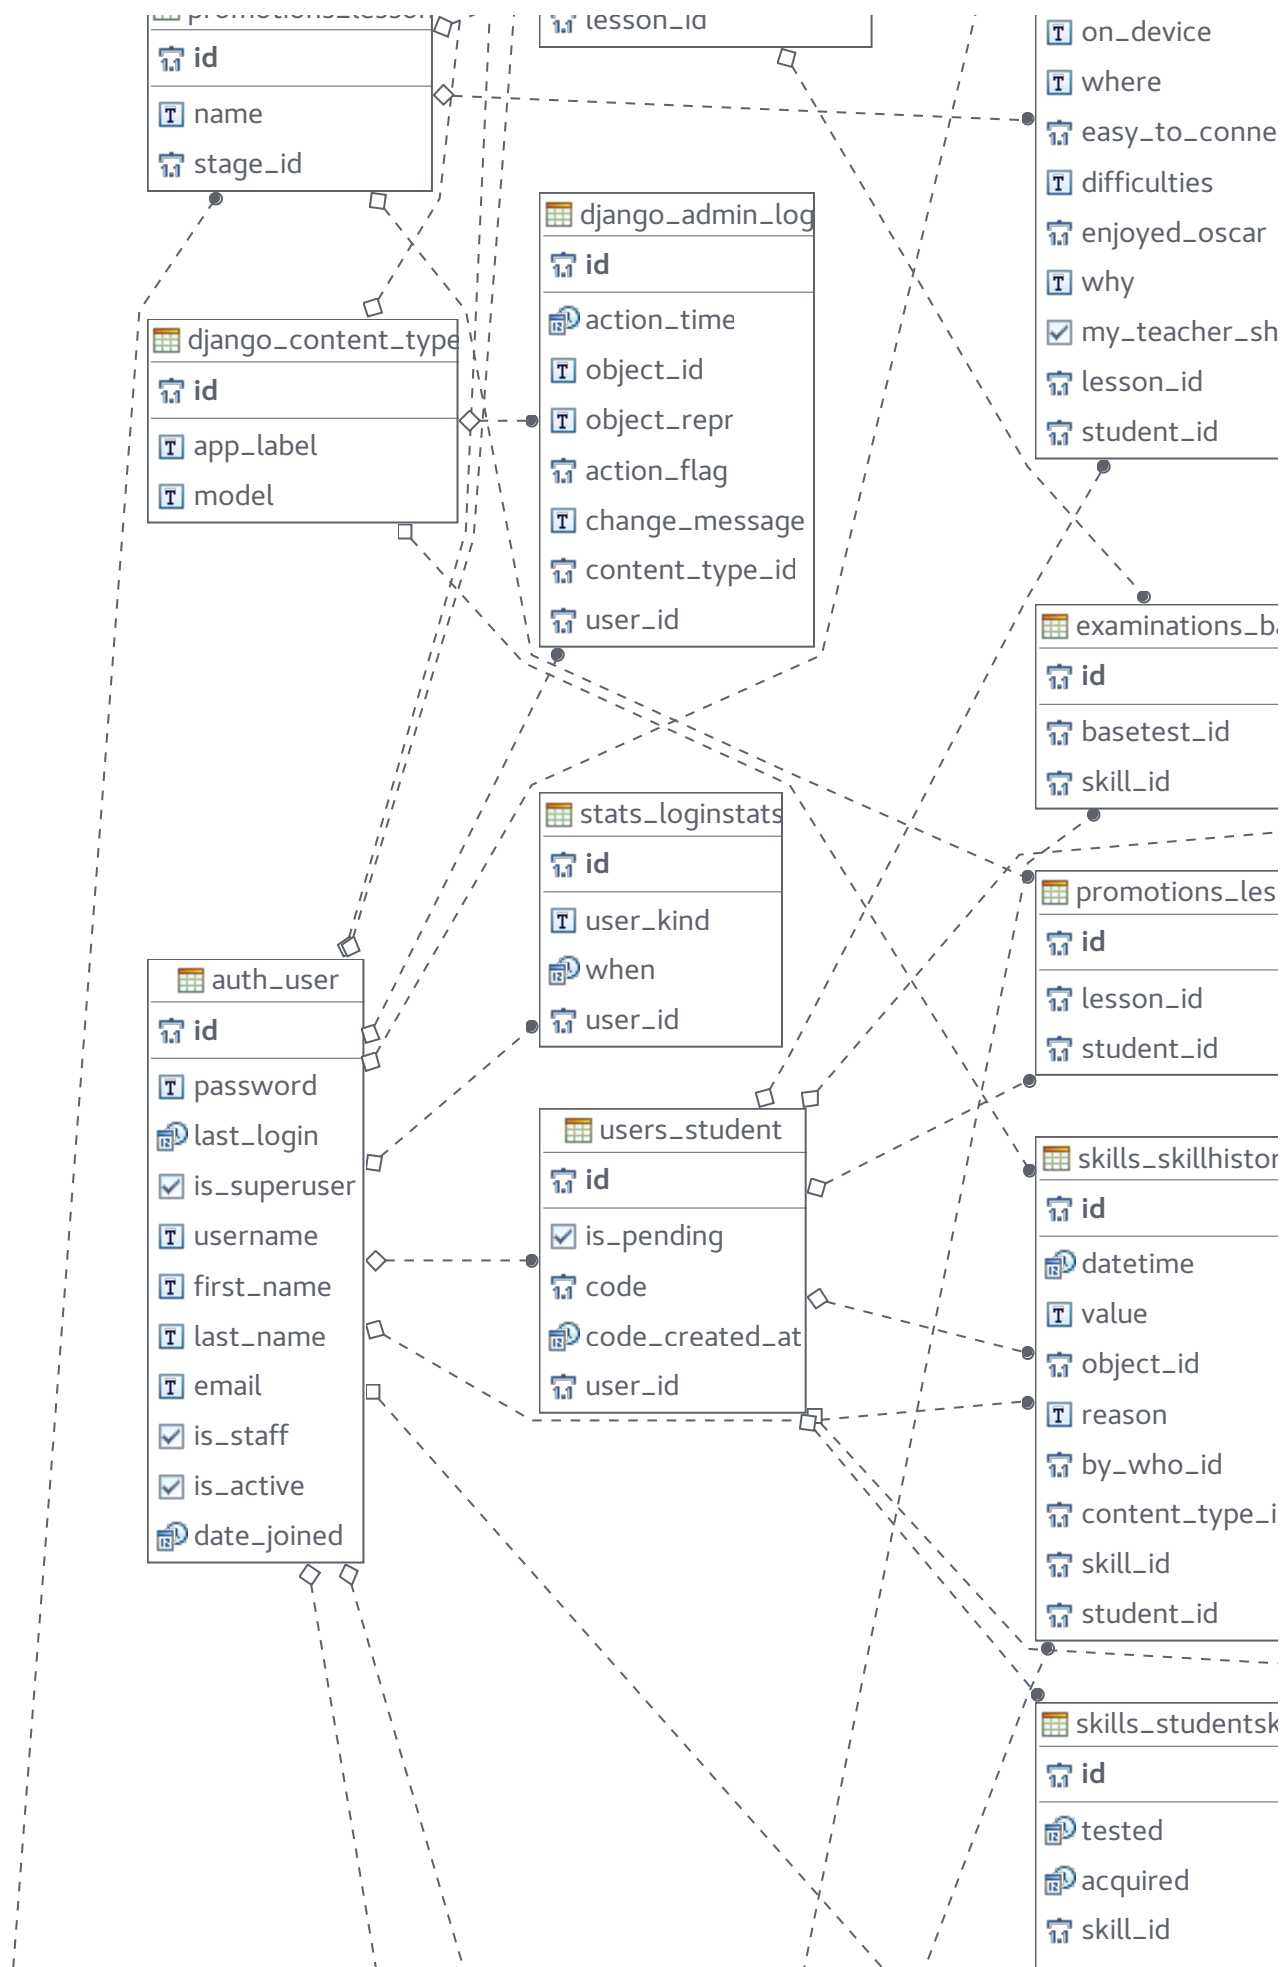 promotions_lesson
id
name
stage_id
django_content_type
id
app_label
model
auth_user
id
password
last_login
is_superuser
username
first_name
last_name
email
is_staff
is_active
date_joined
lesson_id
django_admin_log
id
action_time
object_id
object_repr
action_flag
change_message
content_type_id
user_id
stats_loginstats
id
user_kind
when
user_id
users_student
id
is_pending
code
code_created_at
user_id
on_device
where
easy_to_conne
difficulties
enjoyed_oscar
why
my_teacher_sh
lesson_id
student_id
examinations_ba
id
basetest_id
skill_id
promotions_les
id
lesson_id
student_id
skills_skillhistor
id
datetime
value
object_id
reason
by_who_id
content_type_i
skill_id
student_id
skills_studentsk
id
tested
acquired
skill_id